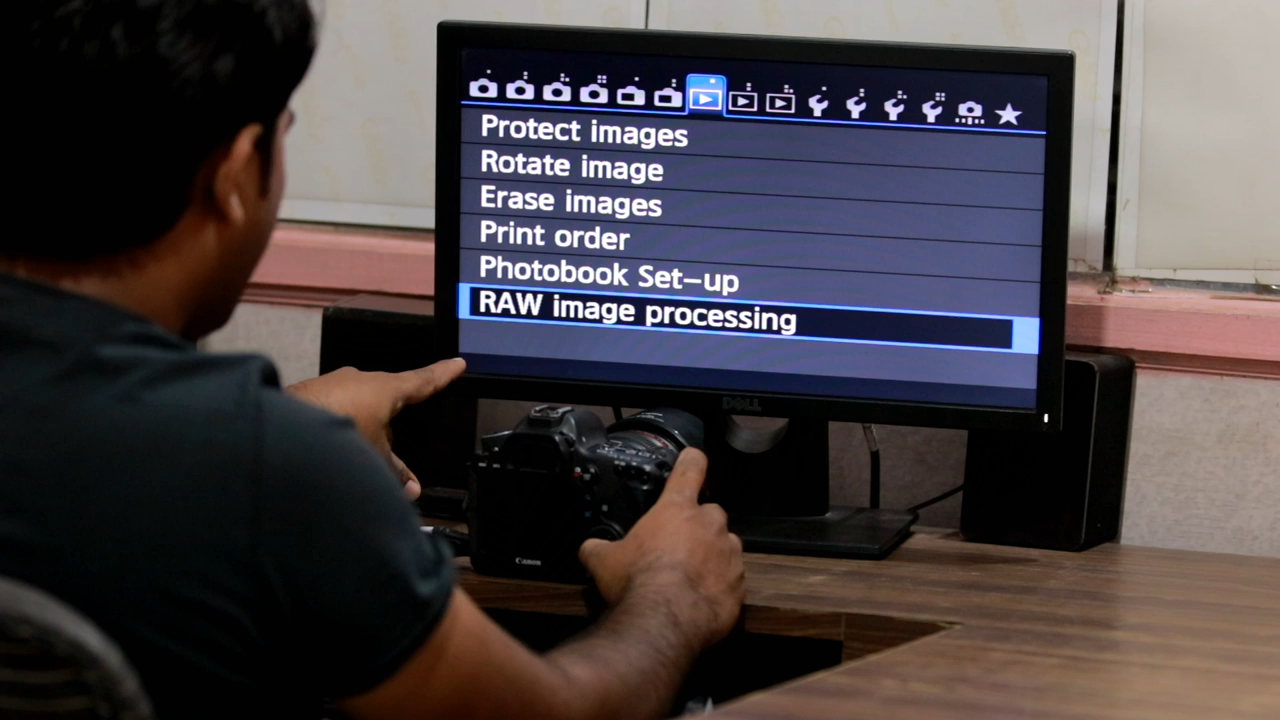 Protect images
Rotate image
Erase images
Print order
Photobook Set-up
RAW image processing
DELL
Canon